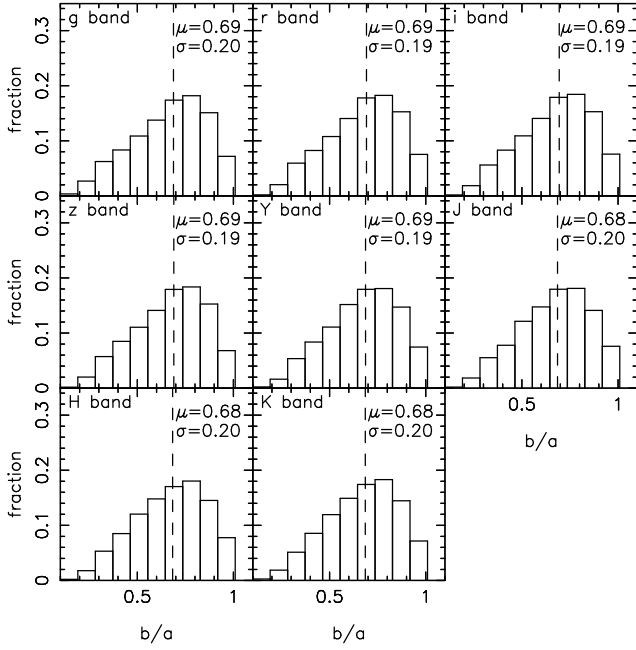 g band
μ=0.69
σ=0.20
r band
μ=0.69
σ=0.19
i band
μ=0.69
σ=0.19
fraction
0
0.1
0.2
0.3
z band
μ=0.69
σ=0.19
Y band
μ=0.69
σ=0.19
J band
μ=0.68
σ=0.20
fraction
0
0.1
0.2
0.3
0.5
1
b/a
H band
μ=0.68
σ=0.20
K band
μ=0.68
σ=0.20
fraction
0
0.1
0.2
0.3
0.5
1
0.5
1
b/a
b/a